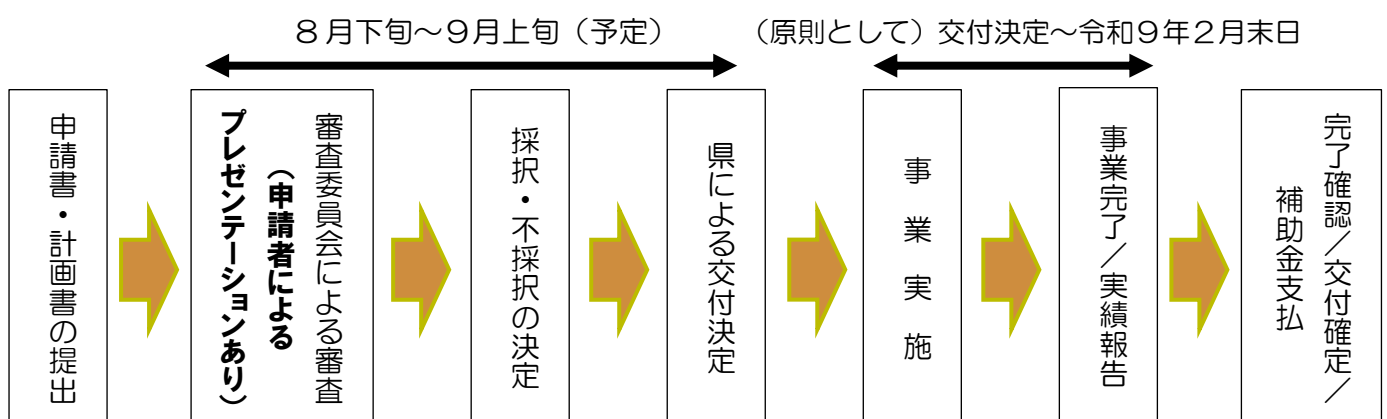 ８月下旬～９月上旬（予定）
（原則として）交付決定～令和９年２月末日
申請書・計画書の提出
審査委員会による審査
（申請者による
プレゼンテーションあり）
採択・不採択の決定
県による交付決定
事業実施
事業完了／実績報告
完了確認／交付確定／
補助金支払